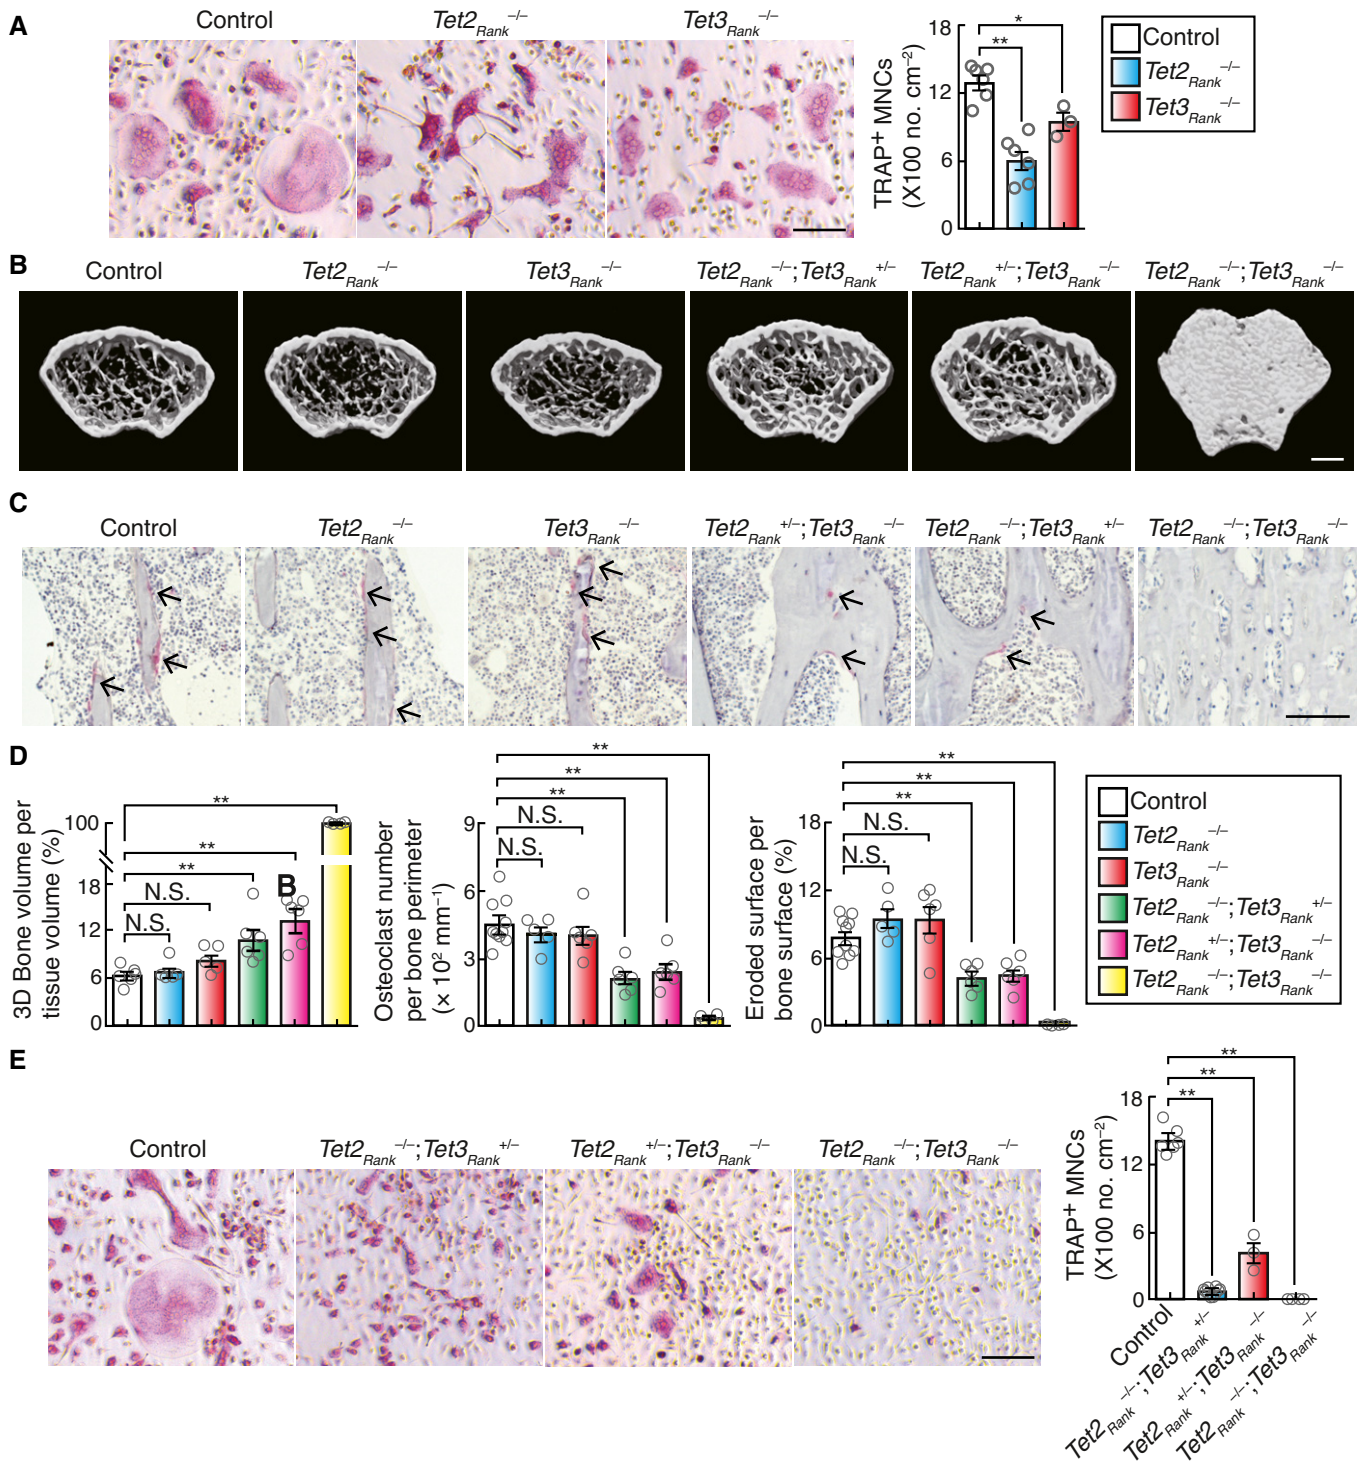 A
Control
Tet2Rank−/−
Tet3Rank−/−
TRAP+ MNCs
(X100 no. cm−2)
18
12
6
0
*
**
Control
Tet2Rank−/−
Tet3Rank−/−
B
Control
Tet2Rank−/−
Tet3Rank−/−
Tet2Rank−/−;Tet3Rank+/−
Tet2Rank+/−;Tet3Rank−/−
Tet2Rank−/−;Tet3Rank−/−
C
Control
Tet2Rank−/−
Tet3Rank−/−
Tet2Rank+/−;Tet3Rank−/−
Tet2Rank−/−;Tet3Rank+/−
Tet2Rank−/−;Tet3Rank−/−
D
3D Bone volume per
tissue volume (%)
100
18
12
6
0
**
**
**
N.S.
N.S.
B
Osteoclast number
per bone perimeter
(× 10² mm−1)
9
6
3
0
**
**
**
N.S.
N.S.
Eroded surface per
bone surface (%)
18
12
6
0
**
**
**
N.S.
N.S.
Control
Tet2Rank−/−
Tet3Rank−/−
Tet2Rank−/−;Tet3Rank+/−
Tet2Rank+/−;Tet3Rank−/−
Tet2Rank−/−;Tet3Rank−/−
E
Control
Tet2Rank−/−;Tet3Rank+/−
Tet2Rank+/−;Tet3Rank−/−
Tet2Rank−/−;Tet3Rank−/−
TRAP+ MNCs
(X100 no. cm−2)
18
12
6
0
**
**
**
Control
Tet2Rank−/−;Tet3Rank+/−
Tet2Rank+/−;Tet3Rank−/−
Tet2Rank−/−;Tet3Rank−/−